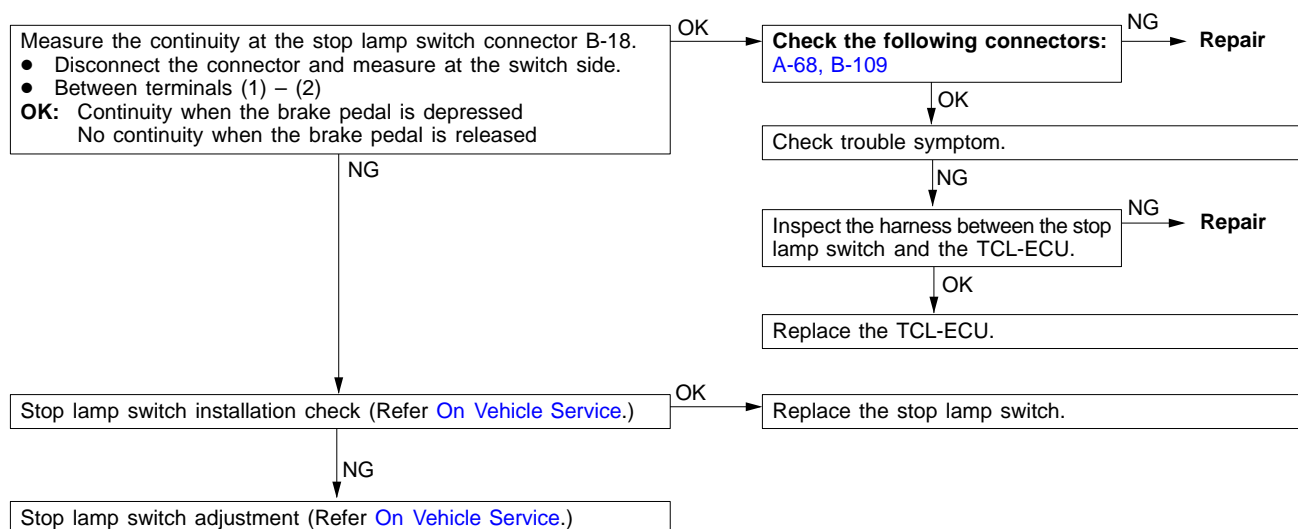 Measure the continuity at the stop lamp switch connector B-18.
● Disconnect the connector and measure at the switch side.
● Between terminals (1) – (2)
OK: Continuity when the brake pedal is depressed
No continuity when the brake pedal is released
OK
Check the following connectors:
A-68, B-109
NG
Repair
OK
Check trouble symptom.
NG
Inspect the harness between the stop
lamp switch and the TCL-ECU.
NG
Repair
OK
Replace the TCL-ECU.
NG
Stop lamp switch installation check (Refer On Vehicle Service.)
OK
Replace the stop lamp switch.
NG
Stop lamp switch adjustment (Refer On Vehicle Service.)